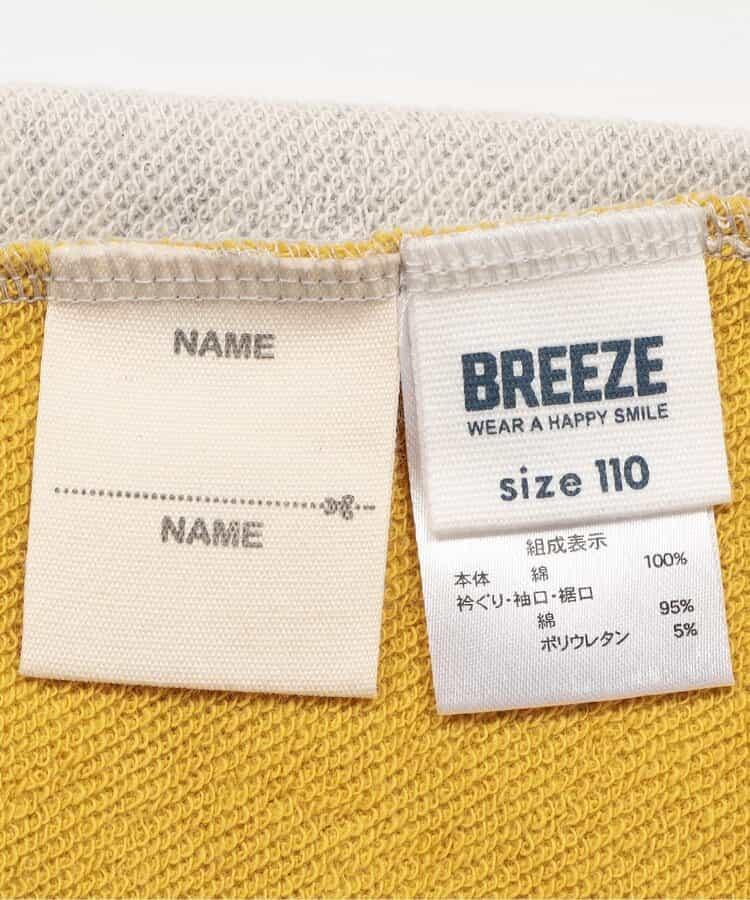 NAME
NAME
BREEZE
WEAR A HAPPY SMILE
size 110
組成表示
本体 綿 100%
衿ぐり・袖口・裾口
綿 95%
ポリウレタン 5%